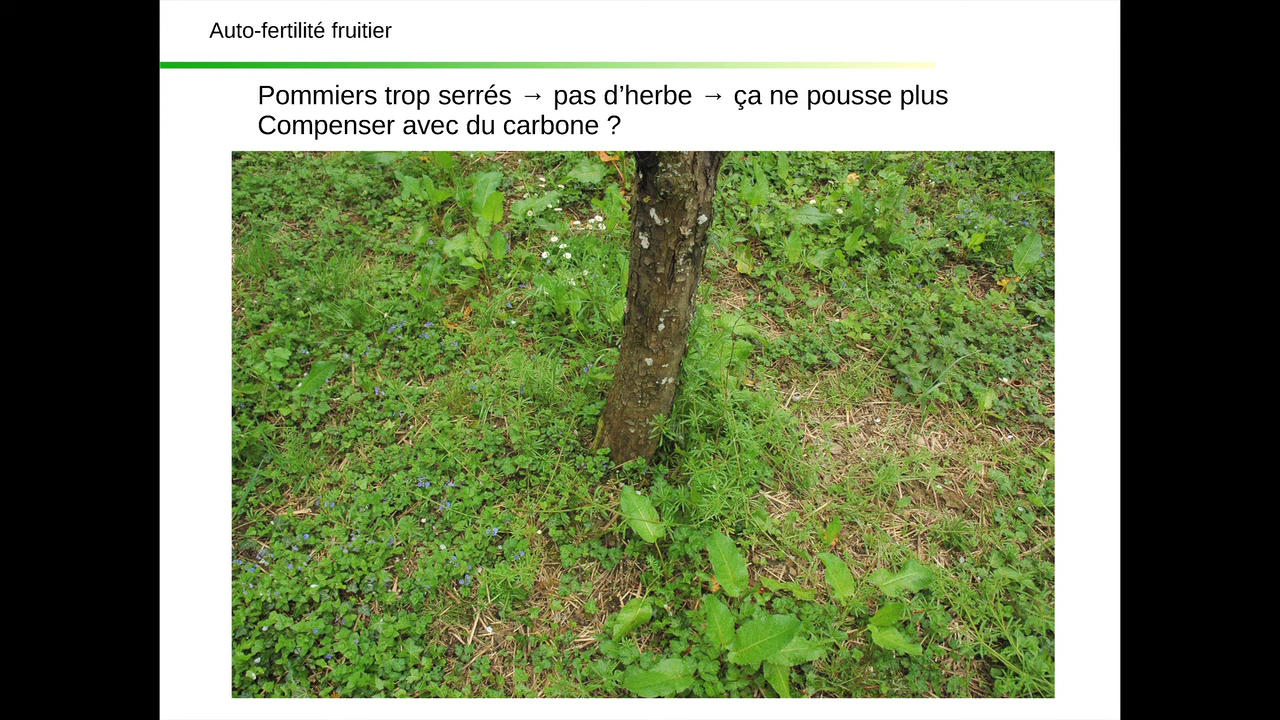 Auto-fertilité fruitier
Pommiers trop serrés → pas d’herbe → ça ne pousse plus
Compenser avec du carbone ?